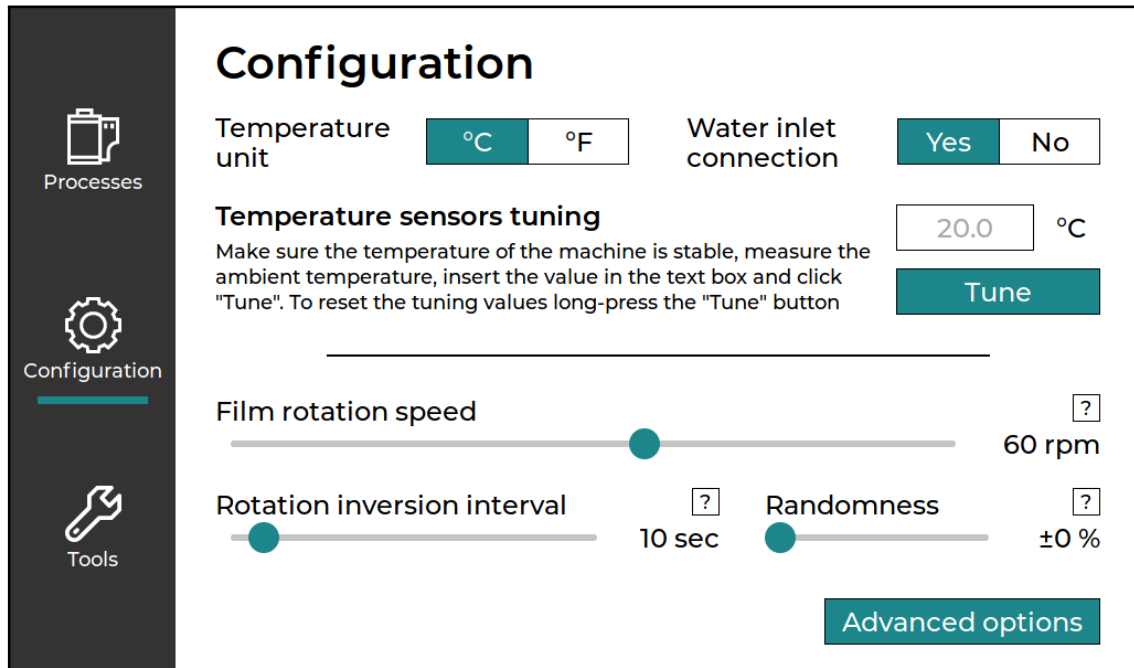 Configuration
Processes
Configuration
Tools
Temperature
unit
°C
°F
Water inlet
connection
Yes
No
Temperature sensors tuning
Make sure the temperature of the machine is stable, measure the
ambient temperature, insert the value in the text box and click
"Tune". To reset the tuning values long-press the "Tune" button
20.0
°C
Tune
Film rotation speed
?
60 rpm
Rotation inversion interval
?
10 sec
Randomness
?
±0 %
Advanced options